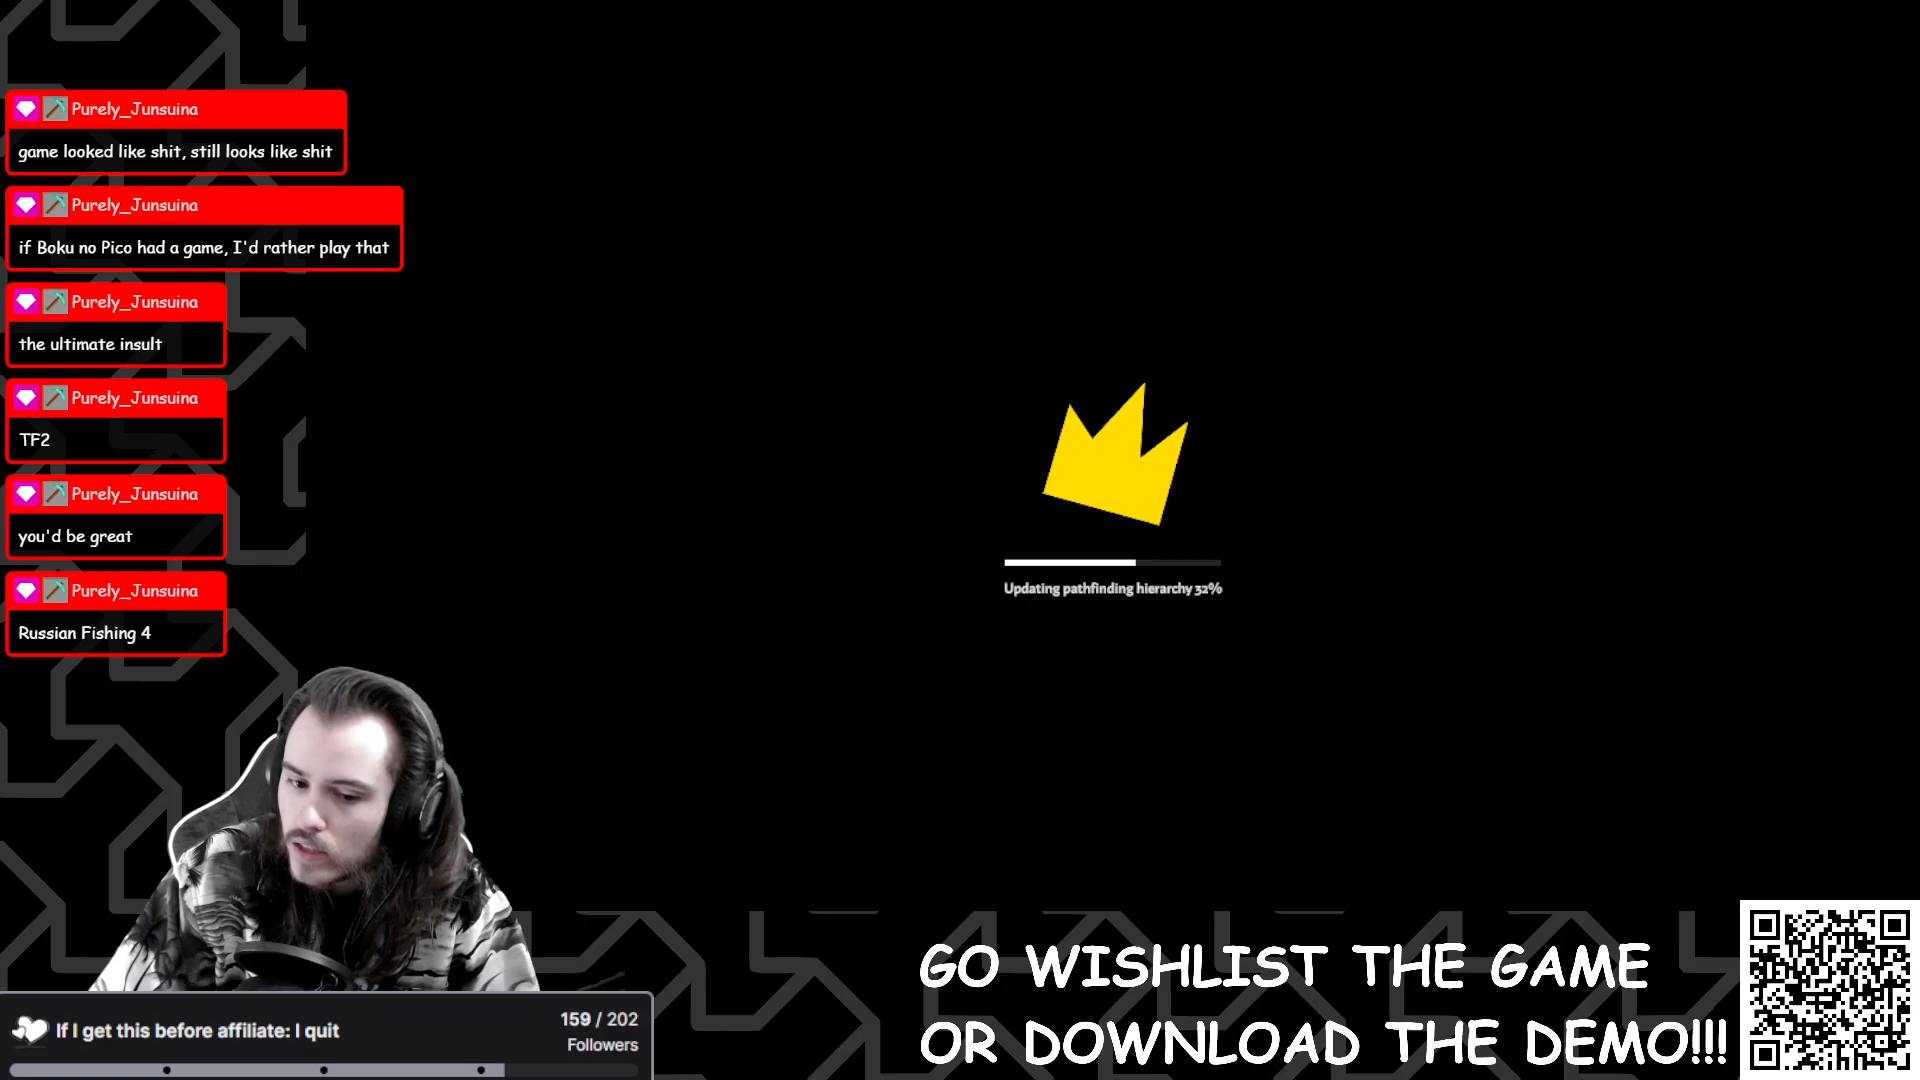 Purely_Junsuina
game looked like shit, still looks like shit
Purely_Junsuina
if Boku no Pico had a game, I'd rather play that
Purely_Junsuina
the ultimate insult
Purely_Junsuina
TF2
Purely_Junsuina
you'd be great
Purely_Junsuina
Russian Fishing 4
Updating pathfinding hierarchy 32%
If I get this before affiliate: I quit
159 / 202
Followers
GO WISHLIST THE GAME
OR DOWNLOAD THE DEMO!!!